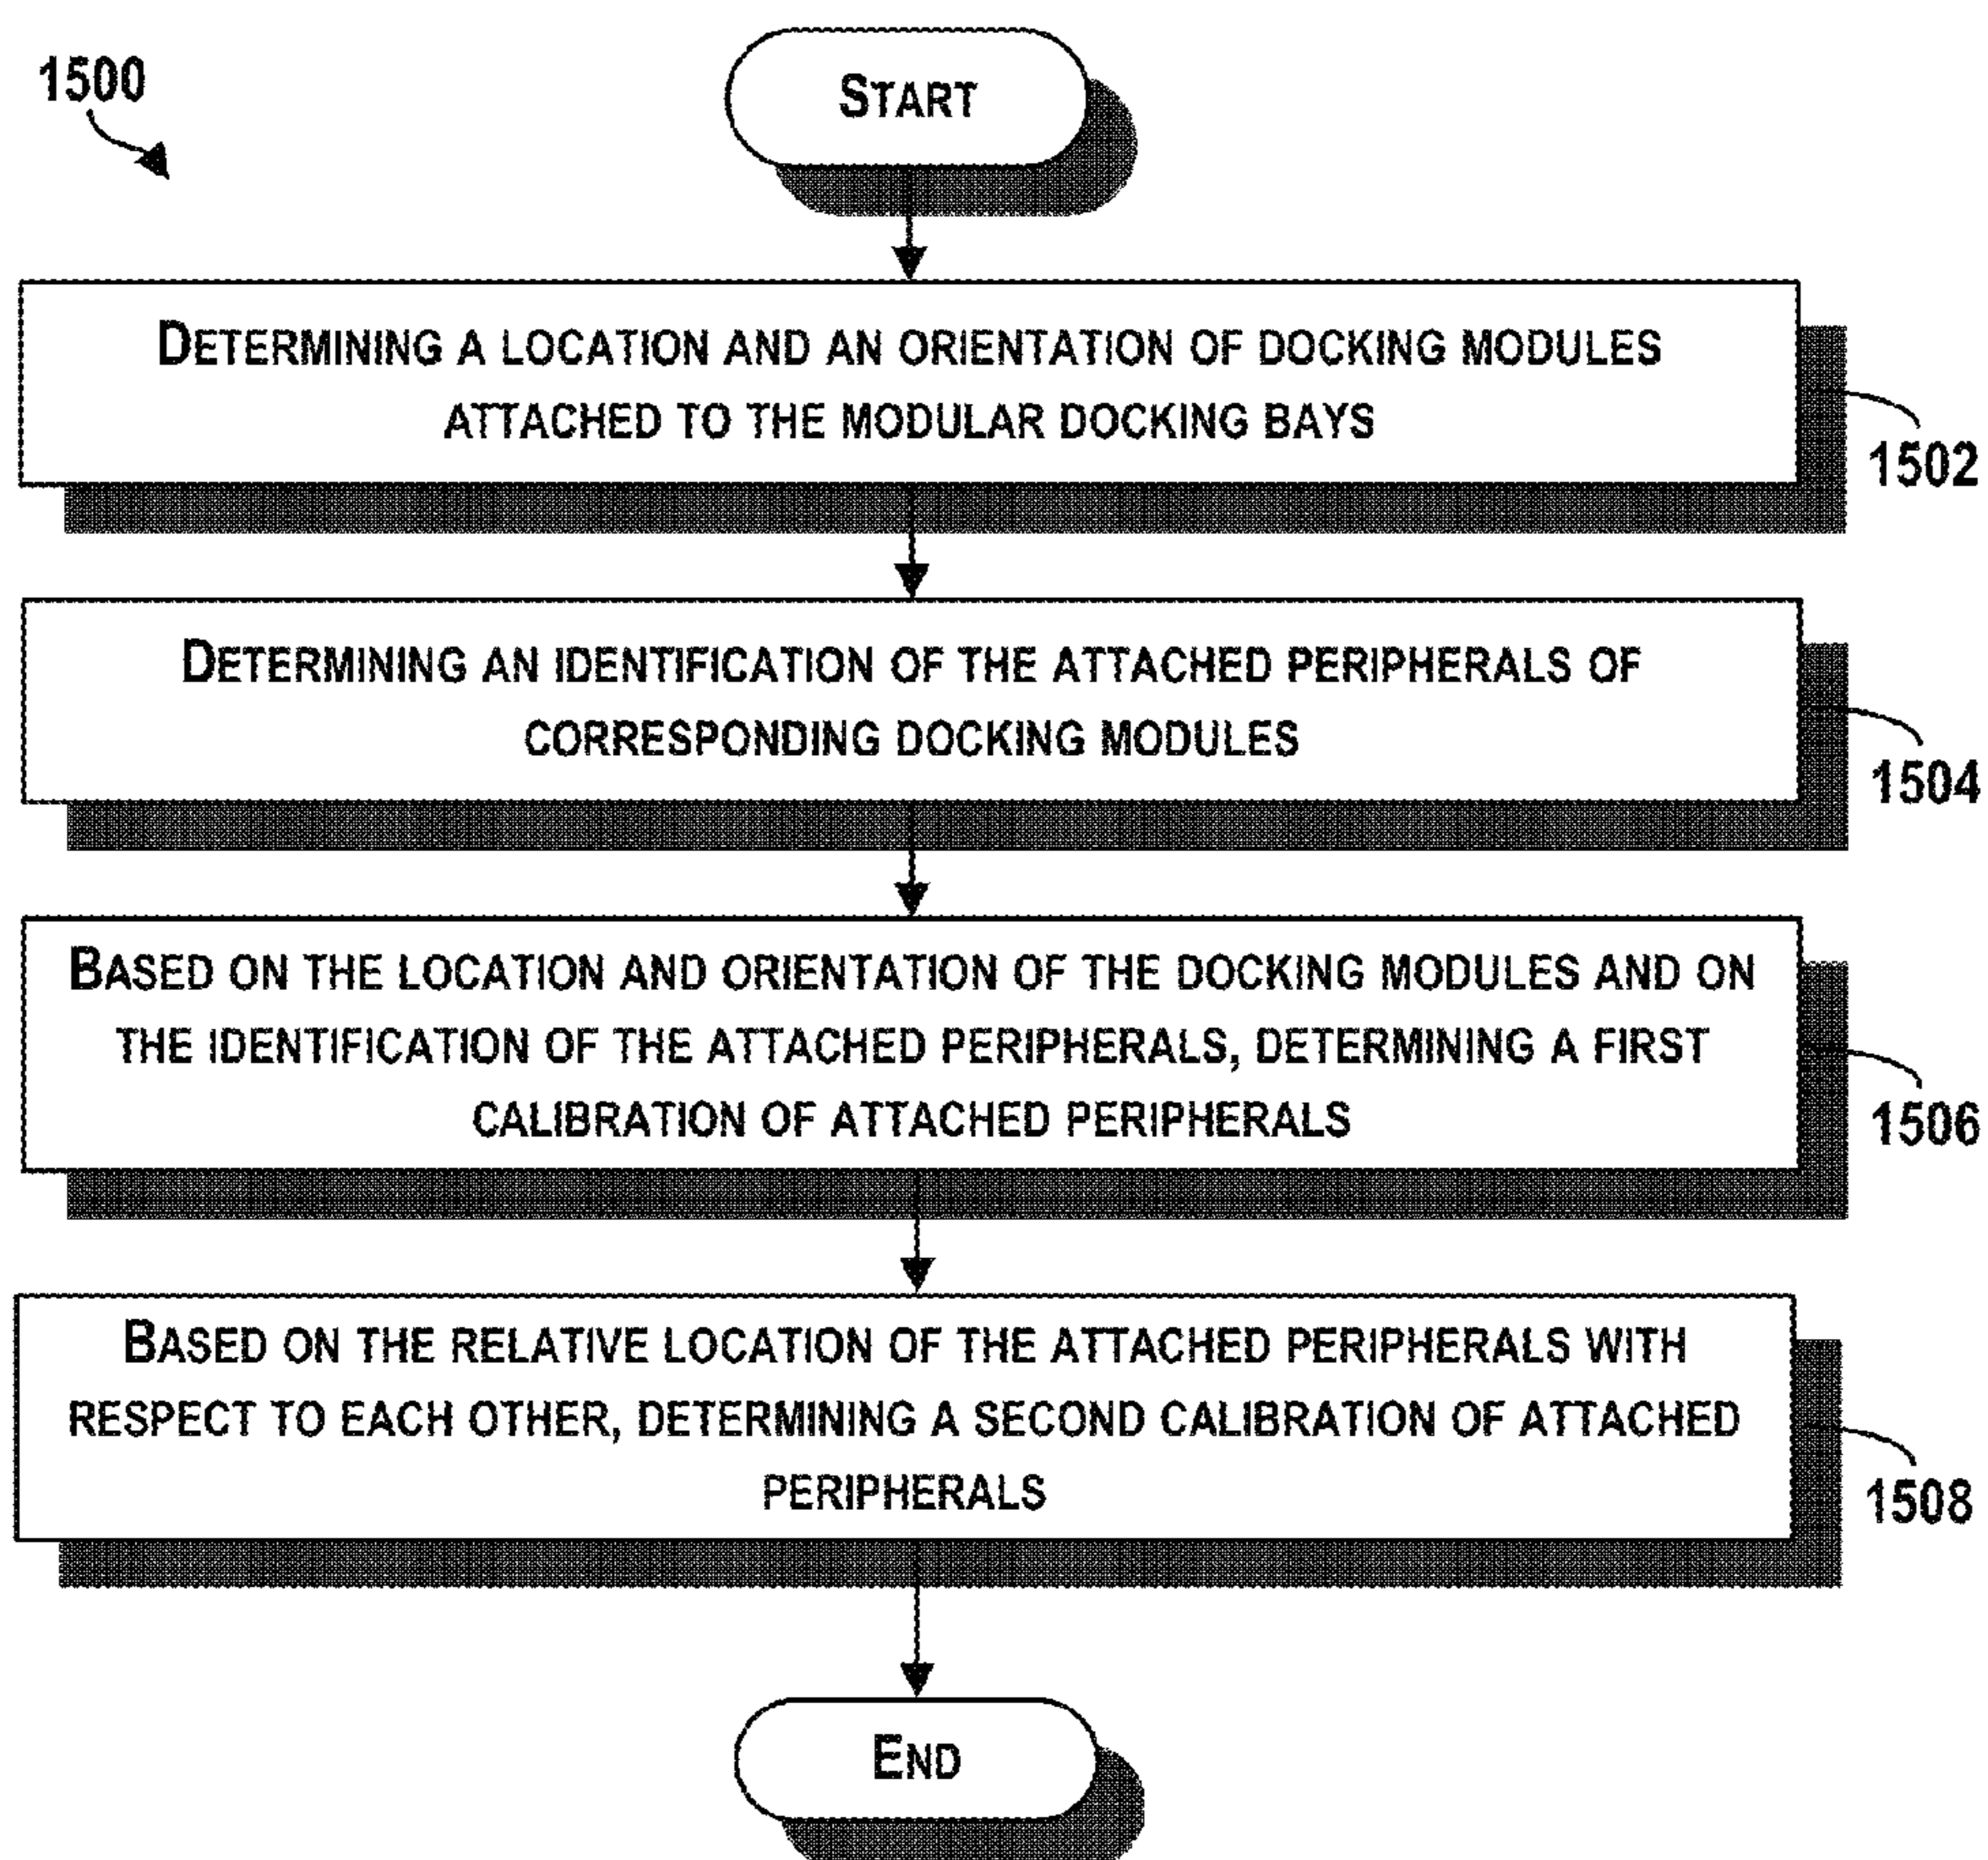 1500
START
DETERMINING A LOCATION AND AN ORIENTATION OF DOCKING MODULES
ATTACHED TO THE MODULAR DOCKING BAYS
1502
DETERMINING AN IDENTIFICATION OF THE ATTACHED PERIPHERALS OF
CORRESPONDING DOCKING MODULES
1504
BASED ON THE LOCATION AND ORIENTATION OF THE DOCKING MODULES AND ON
THE IDENTIFICATION OF THE ATTACHED PERIPHERALS, DETERMINING A FIRST
CALIBRATION OF ATTACHED PERIPHERALS
1506
BASED ON THE RELATIVE LOCATION OF THE ATTACHED PERIPHERALS WITH
RESPECT TO EACH OTHER, DETERMINING A SECOND CALIBRATION OF ATTACHED
PERIPHERALS
1508
END